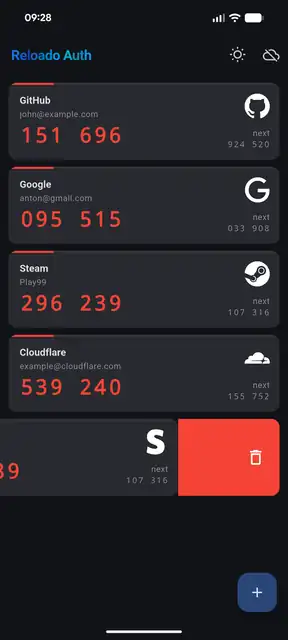 09:28
Reloado Auth
GitHub
john@example.com
151 696
next
924 520
Google
anton@gmail.com
095 515
next
033 908
Steam
Play99
296 239
next
107 316
Cloudflare
example@cloudflare.com
539 240
next
155 752
S
39
next
107 316